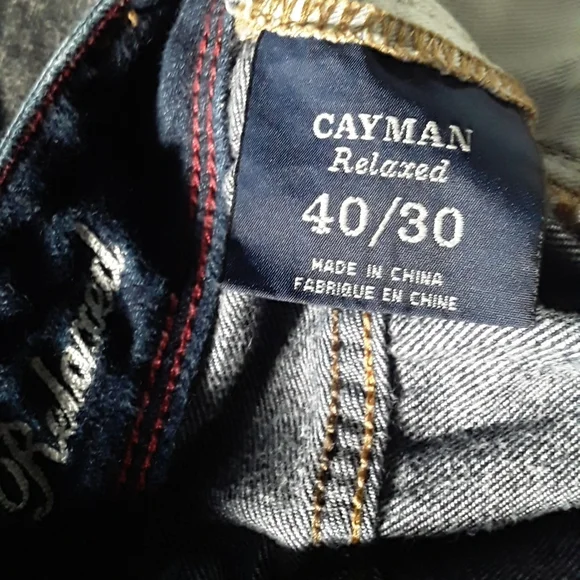 CAYMAN
Relaxed
40/30
MADE IN CHINA
FABRIQUE EN CHINE
Relaxed